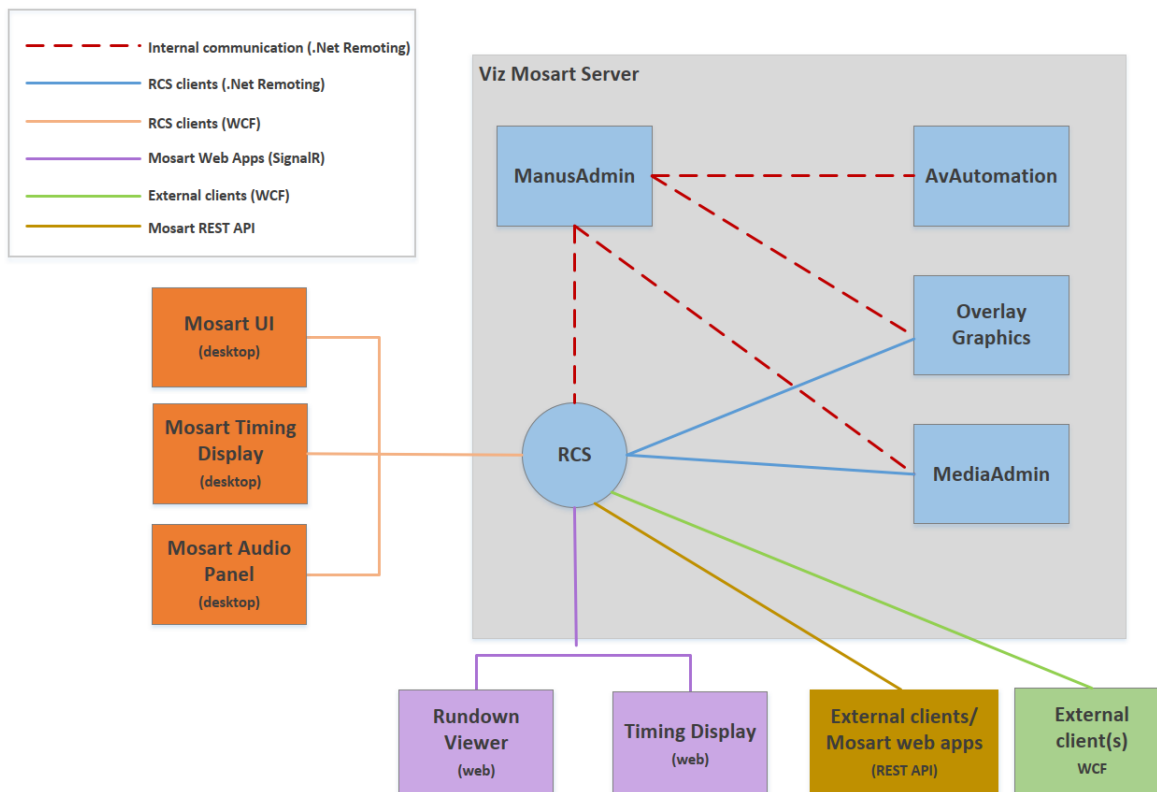 Internal communication (.Net Remoting)
RCS clients (.Net Remoting)
RCS clients (WCF)
Mosart Web Apps (SignalR)
External clients (WCF)
Mosart REST API
Viz Mosart Server
ManusAdmin
AvAutomation
Overlay
Graphics
MediaAdmin
RCS
Mosart UI
(desktop)
Mosart Timing
Display
(desktop)
Mosart Audio
Panel
(desktop)
Rundown
Viewer
(web)
Timing Display
(web)
External clients/
Mosart web apps
(REST API)
External
client(s)
WCF